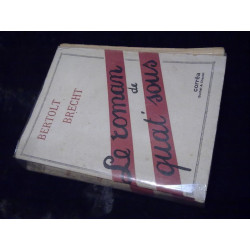 BERTOLT
BRECHT
Le roman
de
quat' sous
corrêa